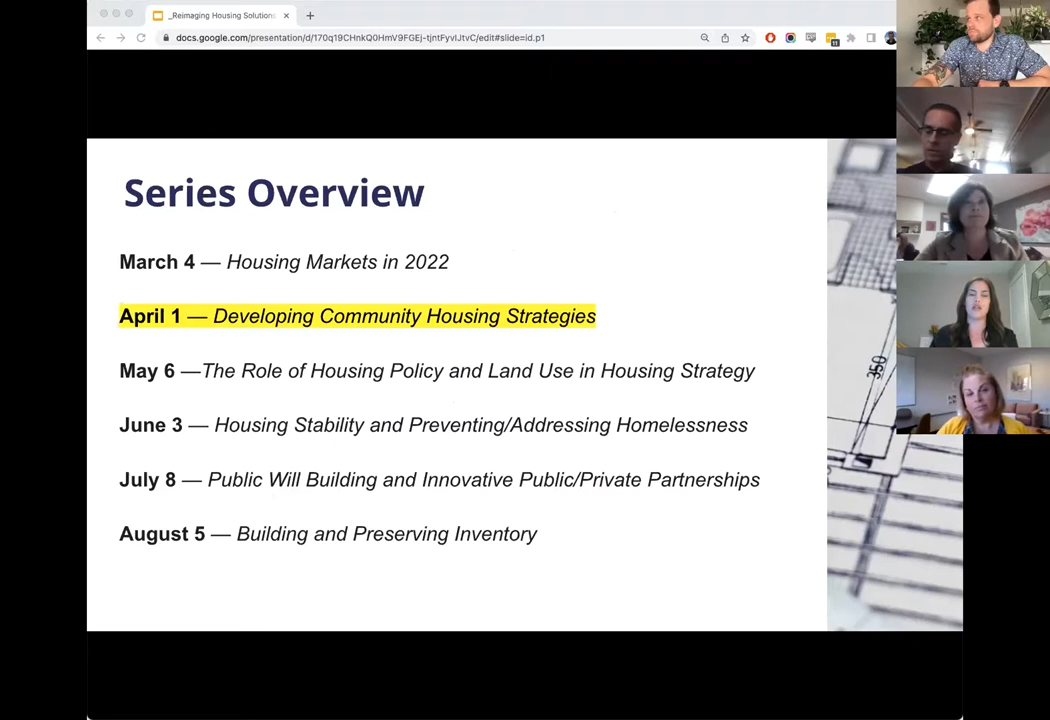 _Reimaging Housing Solutions
docs.google.com/presentation/d/170q19CHnkQ0HmV9FGEj-tjntFyvIJtvC/edit#slide=id.p1
11
Series Overview
March 4 — Housing Markets in 2022
April 1 — Developing Community Housing Strategies
May 6 —The Role of Housing Policy and Land Use in Housing Strategy
June 3 — Housing Stability and Preventing/Addressing Homelessness
July 8 — Public Will Building and Innovative Public/Private Partnerships
August 5 — Building and Preserving Inventory
350